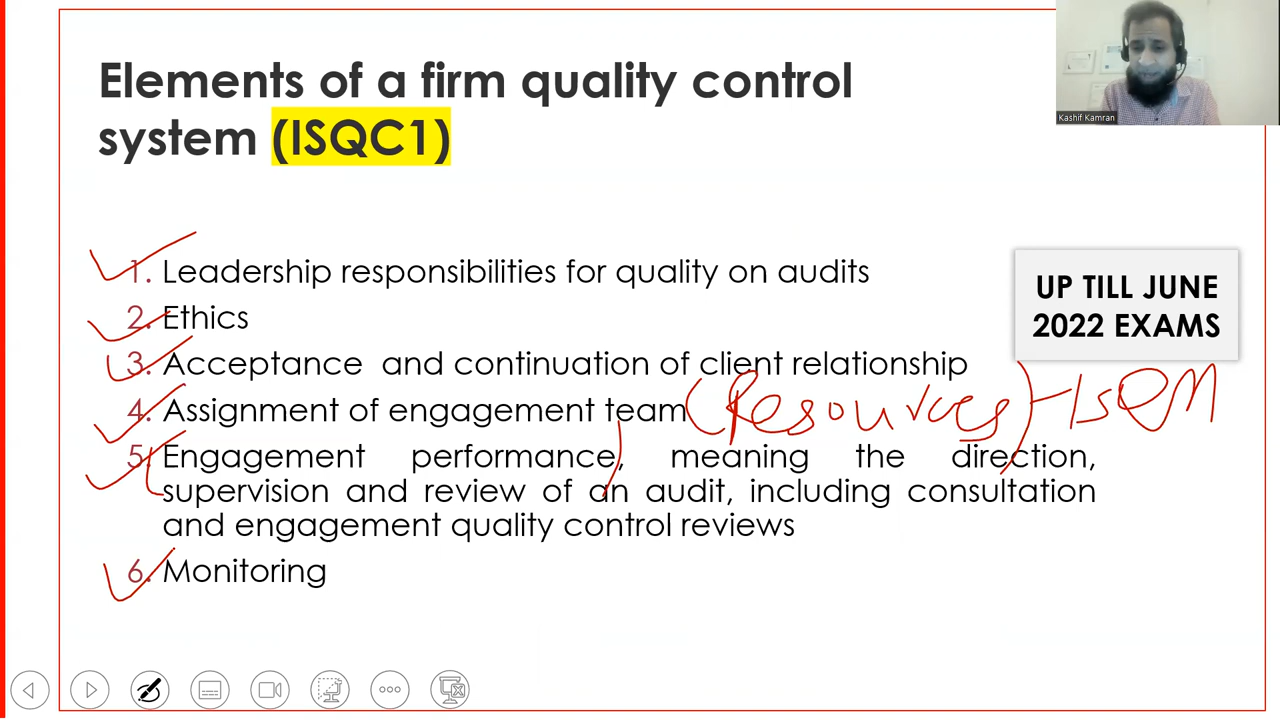 Elements of a firm quality control
system (ISQC1)
Kashif Kamran
1. Leadership responsibilities for quality on audits
UP TILL JUNE
2022 EXAMS
2. Ethics
3. Acceptance and continuation of client relationship
4. Assignment of engagement team (Resources) - ISQM
5. Engagement performance, meaning the direction,
supervision and review of an audit, including consultation
and engagement quality control reviews
6. Monitoring